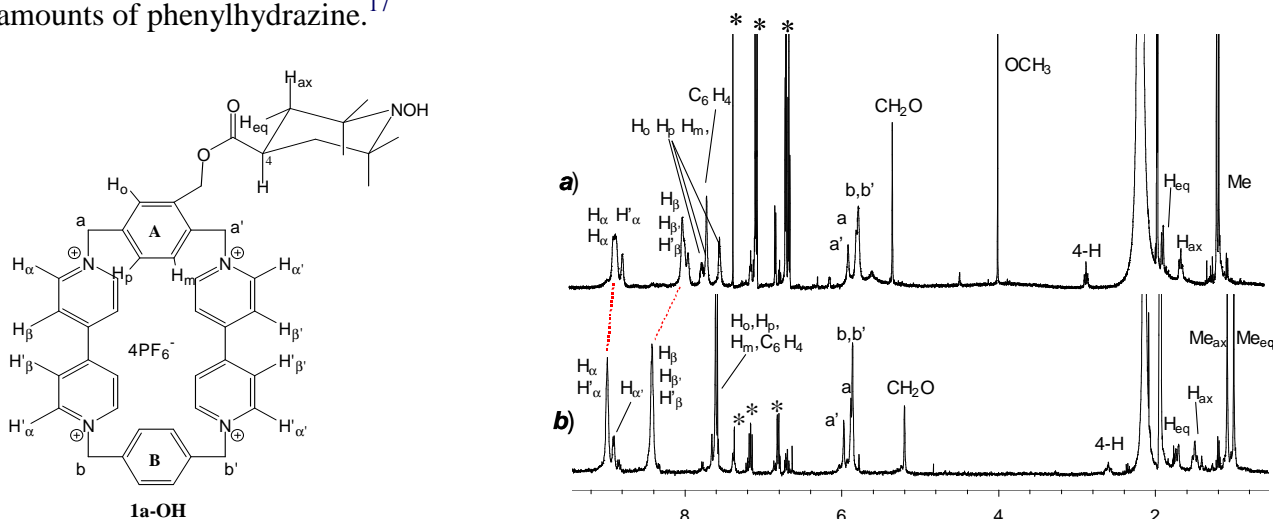 amounts of phenylhydrazine.17
Hax
O
NOH
Heq
O
4
H
Ho
a
A
a'
N
N
Hα
Hp
Hm
Hα'
Hβ
Hβ'
4PF6-
H'β
H'β'
H'α
N
N
H'α'
b
B
b'
1a-OH
* * *
OCH3
C6 H4
CH2O
Ho Hp Hm,
a)
Hα H'α
Hα
Hβ
Hβ'
H'β
b,b'
a
a'
4-H
Heq
Hax
Me
Ho,Hp,
Hm,C6 H4
b,b'
Meax
Meeq
Hα
H'α
Hα'
Hβ
Hβ'
H'β
a
a'
CH2O
Hax
Heq
b)
* * *
4-H
8 6 4 2